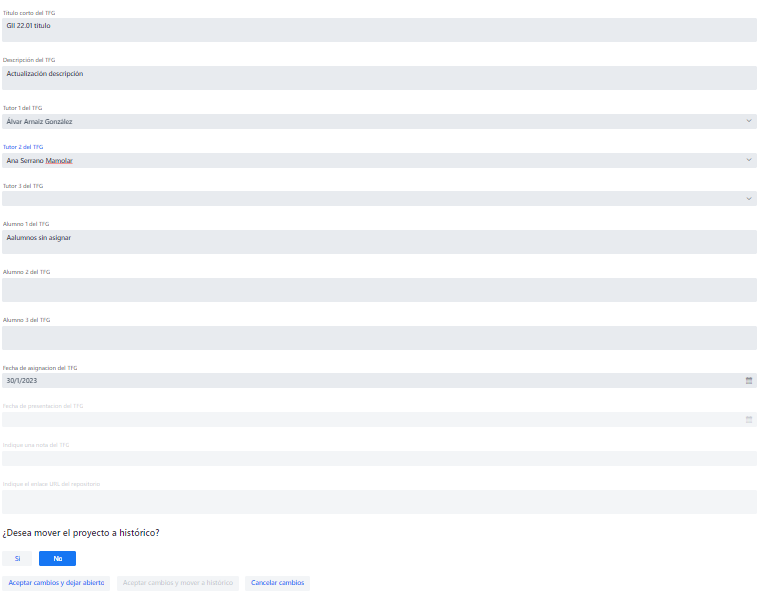 Título corto del TFG
GII 22.01 titulo
Descripción del TFG
Actualización descripción
Tutor 1 del TFG
Álvar Arnaiz González
Tutor 2 del TFG
Ana Serrano Mamolar
Tutor 3 del TFG
Alumno 1 del TFG
Aalumnos sin asignar
Alumno 2 del TFG
Alumno 3 del TFG
Fecha de asignación del TFG
30/1/2023
Fecha de presentación del TFG
Indique una nota del TFG
Indique el enlace URL del repositorio
¿Desea mover el proyecto a histórico?
Si No
Aceptar cambios y dejar abierto Aceptar cambios y mover a histórico Cancelar cambios